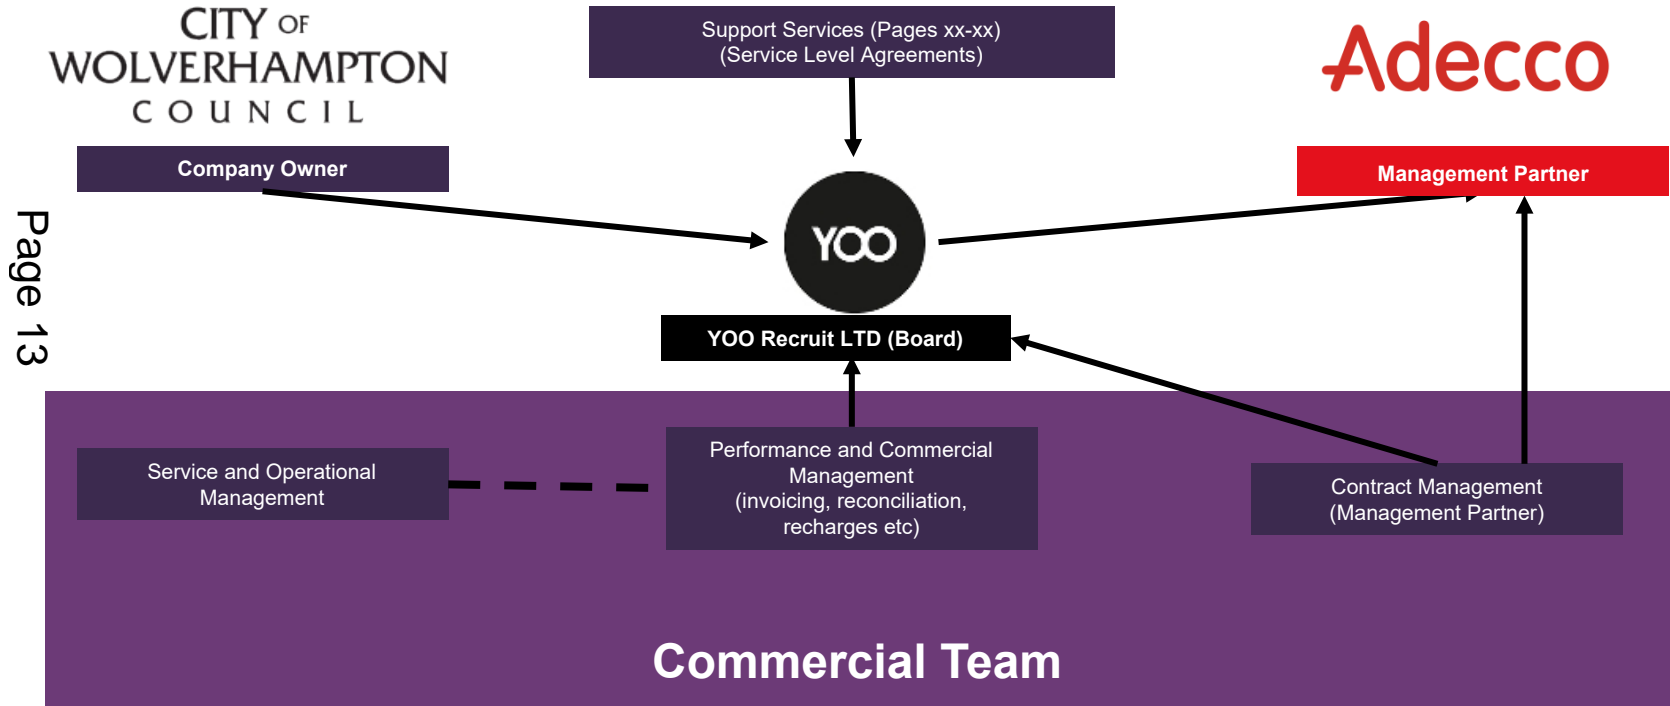 CITY OF
WOLVERHAMPTON
COUNCIL
Support Services (Pages xx-xx)
(Service Level Agreements)
Adecco
Company Owner
Management Partner
YOO
YOO Recruit LTD (Board)
Page 13
Service and Operational
Management
Performance and Commercial
Management
(invoicing, reconciliation,
recharges etc)
Contract Management
(Management Partner)
Commercial Team